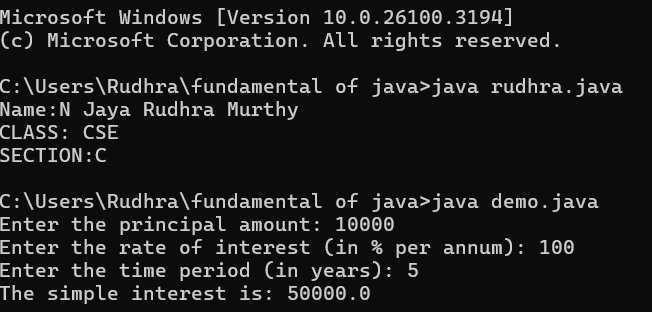 Microsoft Windows [Version 10.0.26100.3194]
(c) Microsoft Corporation. All rights reserved.
C:\Users\Rudhra\fundamental of java>java rudhra.java
Name:N Jaya Rudhra Murthy
CLASS: CSE
SECTION:C
C:\Users\Rudhra\fundamental of java>java demo.java
Enter the principal amount: 10000
Enter the rate of interest (in % per annum): 100
Enter the time period (in years): 5
The simple interest is: 50000.0